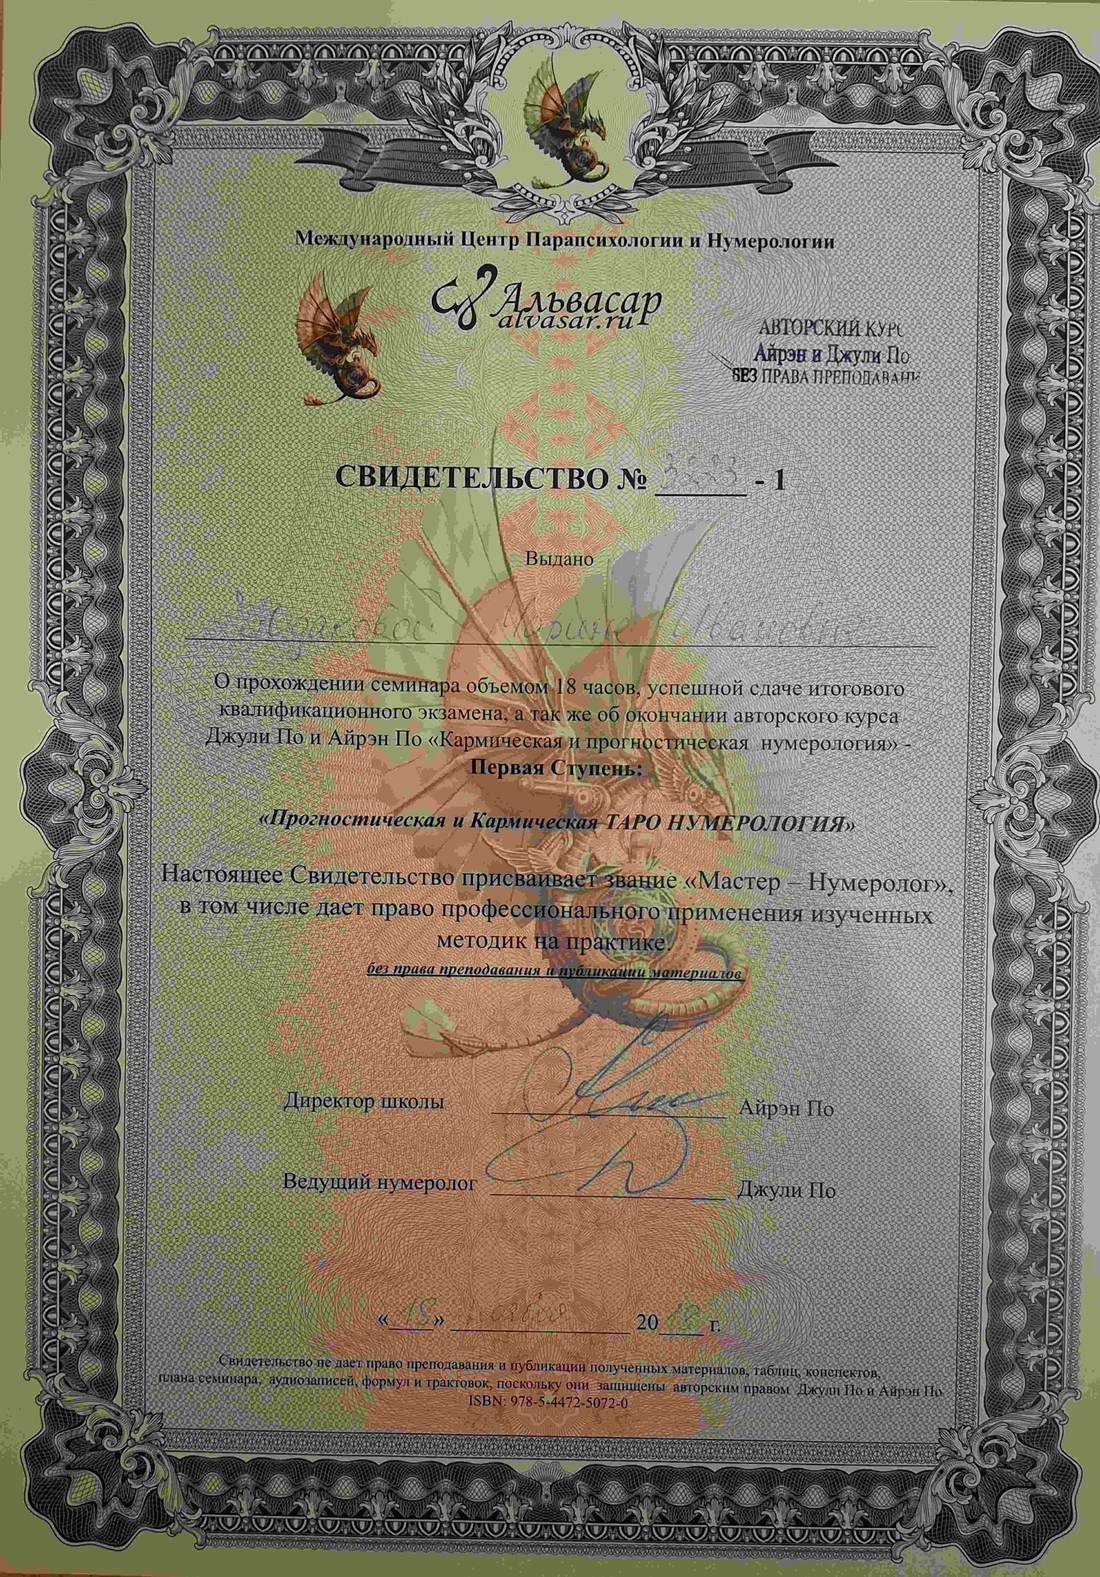 Международный Центр Парапсихологии и Нумерологии
Альвасар
alvasar.ru
АВТОРСКИЙ КУРС
Айрэн и Джули По
БЕЗ ПРАВА ПРЕПОДАВАНИ
СВИДЕТЕЛЬСТВО № - 1
Выдано
Ирине Ивановне
О прохождении семинара объемом 18 часов, успешной сдаче итогового
квалификационного экзамена, а так же об окончании авторского курса
Джули По и Айрэн По «Кармическая и прогностическая нумерология» -
Первая Ступень:
«Прогностическая и Кармическая ТАРО НУМЕРОЛОГИЯ»
Настоящее Свидетельство присваивает звание «Мастер – Нумеролог»,
в том числе дает право профессионального применения изученных
методик на практике.
без права преподавания и публикации материалов
Директор школы Айрэн По
Ведущий нумеролог Джули По
« » ноября 20 г.
Свидетельство не дает право преподавания и публикации полученных материалов, таблиц, конспектов,
плана семинара, аудиозаписей, формул и трактовок, поскольку они защищены авторским правом Джули По и Айрэн По
ISBN: 978-5-4472-5072-0